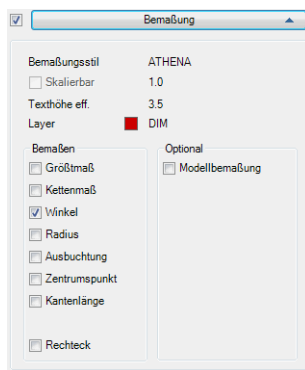 Bemaßung
Bemaßungsstil ATHENA
Skalierbar 1.0
Texthöhe eff. 3.5
Layer DIM
Bemaßen
Größtmaß
Kettenmaß
Winkel
Radius
Ausbuchtung
Zentrumspunkt
Kantenlänge
Rechteck
Optional
Modellbemaßung